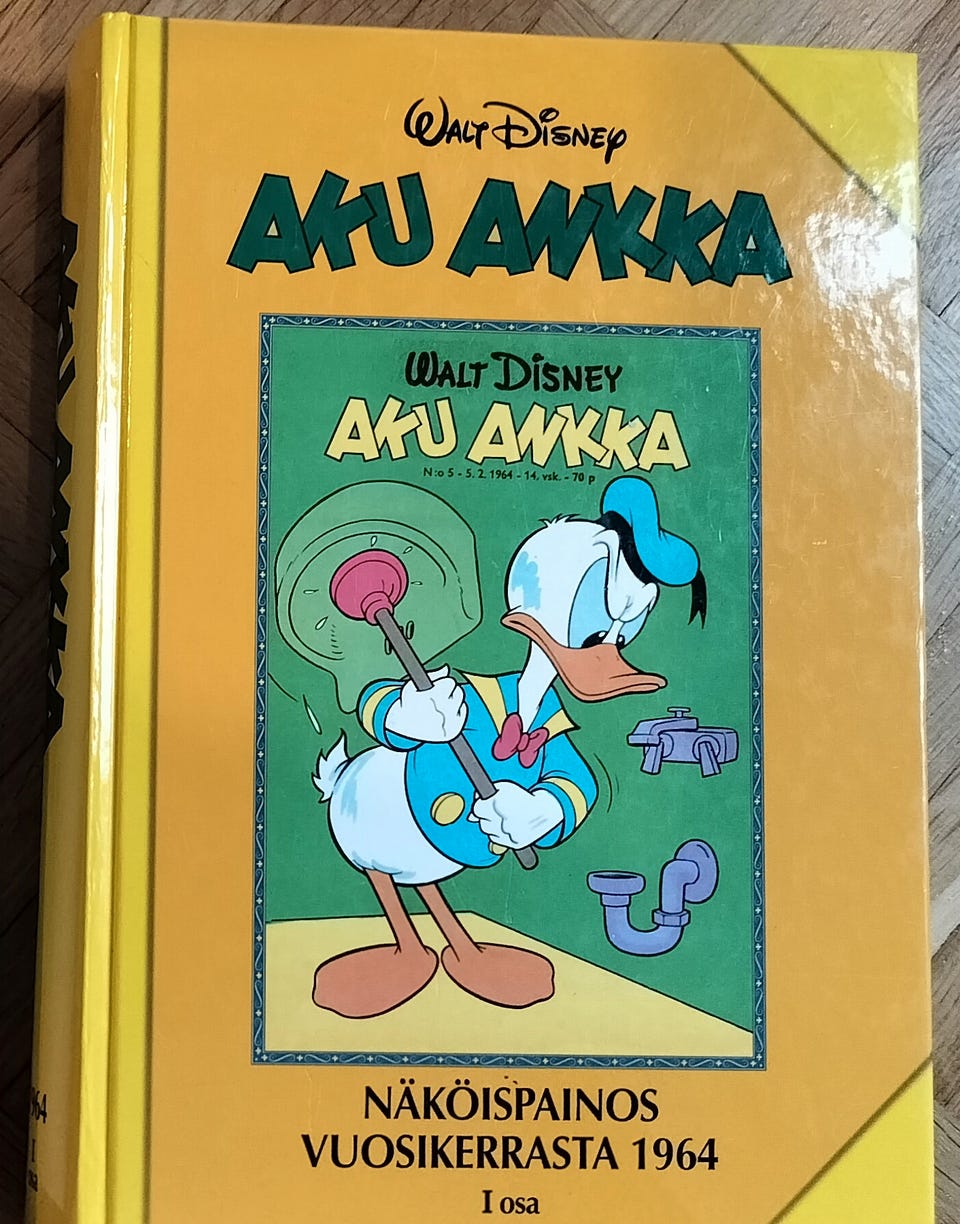 Walt Disney
AKU ANKKA
WALT DISNEY
AKU ANKKA
N:o 5 - 5. 2. 1964 - 14. vsk. - 70 p
NÄKÖISPAINOS
VUOSIKERRASTA 1964
I osa
I